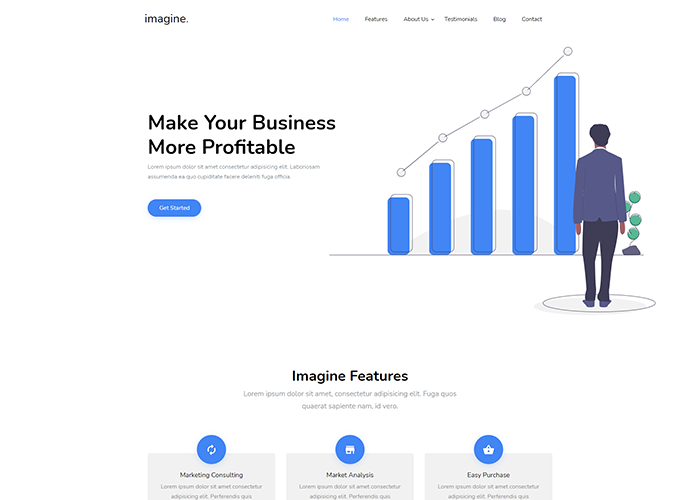 imagine.
Home Features About Us Testimonials Blog Contact
Make Your Business
More Profitable
Lorem ipsum dolor sit amet consectetur adipisicing elit. Laboriosam
assumenda ea quo cupiditate facere deleniti fuga officia.
Get Started
Imagine Features
Lorem ipsum dolor sit amet, consectetur adipisicing elit. Fuga quos
quaerat sapiente nam, id vero.
Marketing Consulting
Lorem ipsum dolor sit amet consectetur
adipisicing elit. Perferendis quis
Market Analysis
Lorem ipsum dolor sit amet consectetur
adipisicing elit. Perferendis quis
Easy Purchase
Lorem ipsum dolor sit amet consectetur
adipisicing elit. Perferendis quis